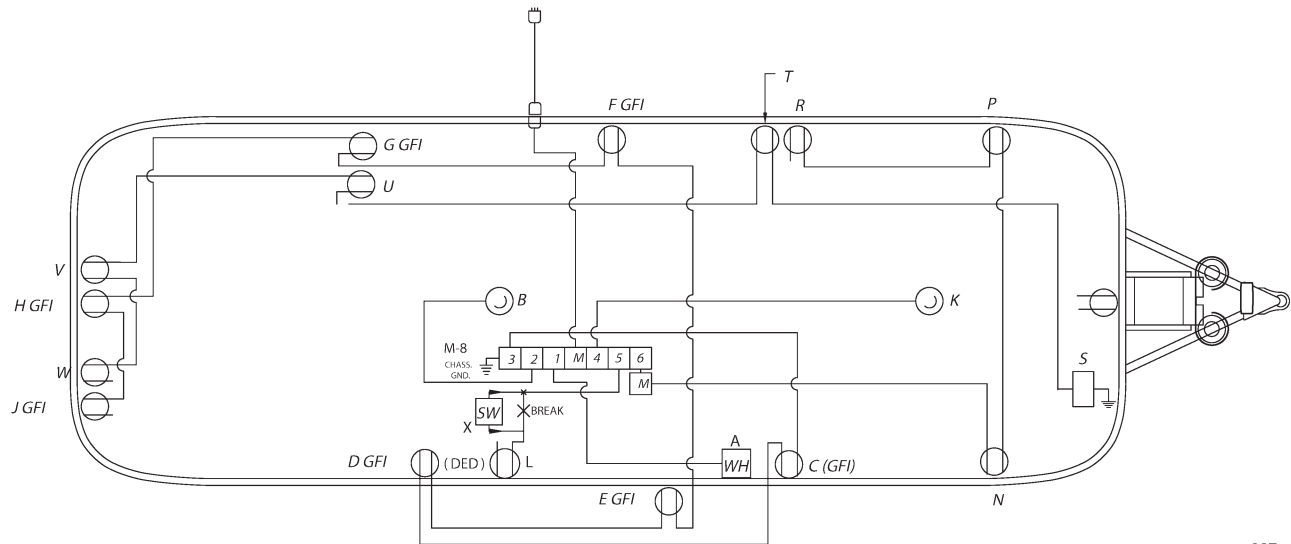 T
F GFI
R
P
G GFI
U
V
H GFI
B
K
M-8
CHASS.
GND.
3 2 1 M 4 5 6
M
S
W
J GFI
SW
X
BREAK
A
WH
D GFI
(DED)
L
C (GFI)
E GFI
N